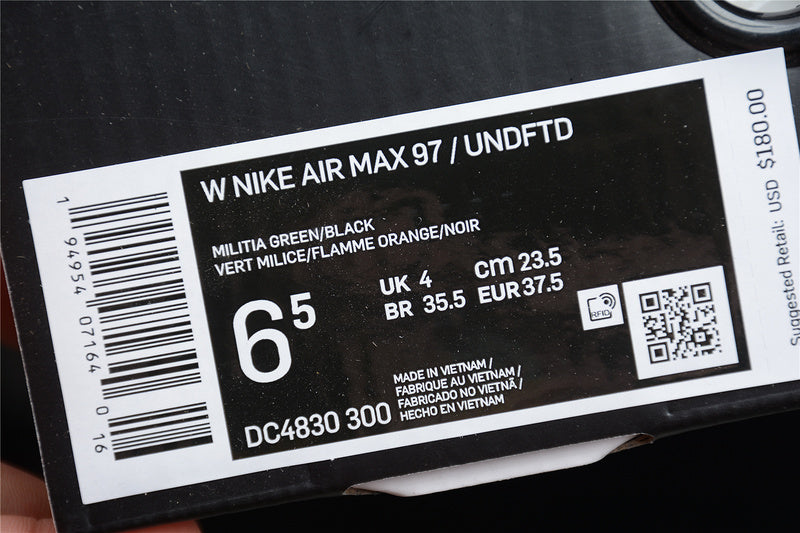 W NIKE AIR MAX 97 / UNDFTD
MILITIA GREEN/BLACK
VERT MILICE/FLAMME ORANGE/NOIR
6⁵
UK 4 cm 23.5
BR 35.5 EUR 37.5
RFID
MADE IN VIETNAM /
FABRIQUE AU VIETNAM /
FABRICADO NO VIETNÃ /
HECHO EN VIETNAM
DC4830 300
1 94954 07164 0 16
Suggested Retail: USD $180.00